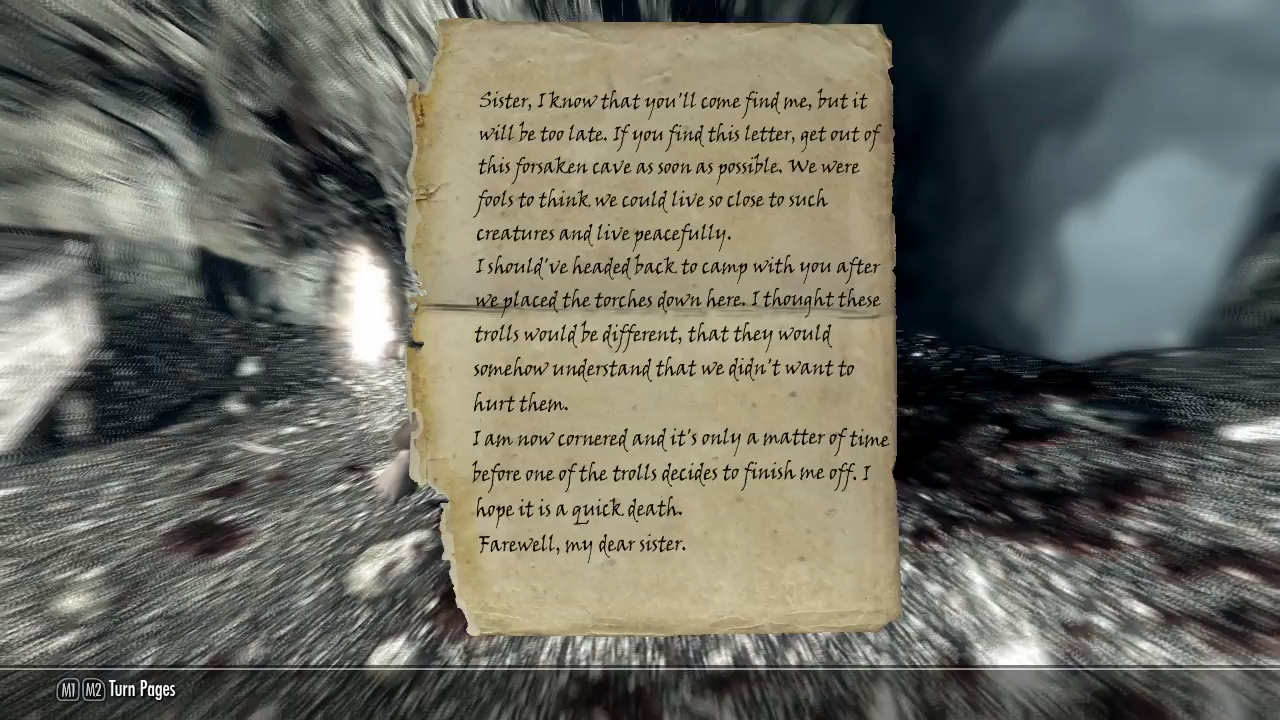 Sister, I know that you'll come find me, but it
will be too late. If you find this letter, get out of
this forsaken cave as soon as possible. We were
fools to think we could live so close to such
creatures and live peacefully.
I should've headed back to camp with you after
we placed the torches down here. I thought these
trolls would be different, that they would
somehow understand that we didn't want to
hurt them.
I am now cornered and it's only a matter of time
before one of the trolls decides to finish me off. I
hope it is a quick death.
Farewell, my dear sister.
M1 M2 Turn Pages